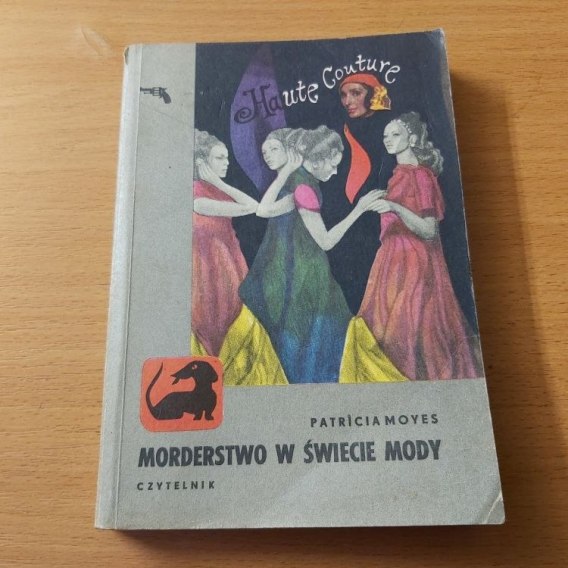 Haute Couture
PATRICIA MOYES
MORDERSTWO W ŚWIECIE MODY
CZYTELNIK